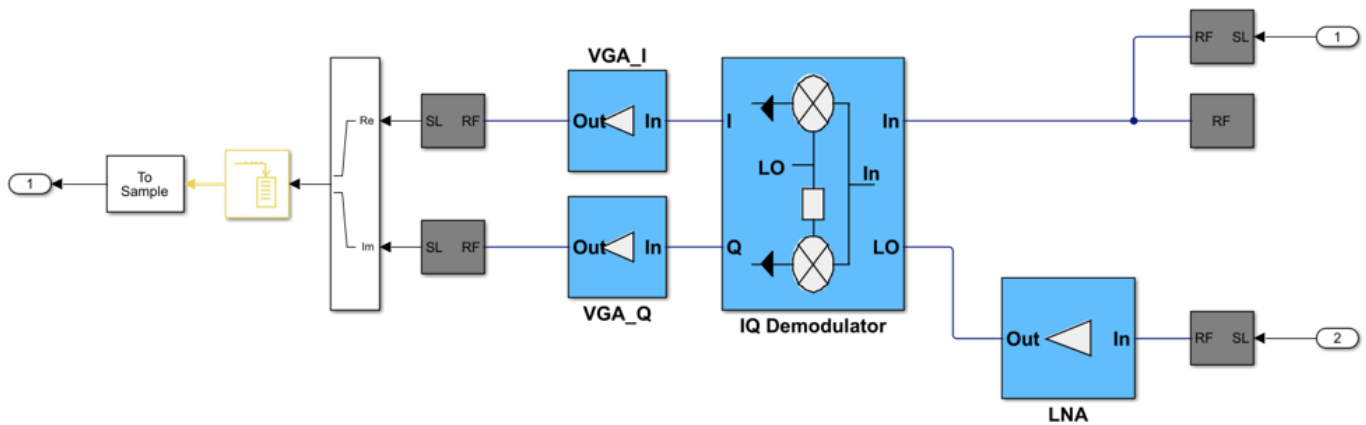 VGA_I
RF SL
1
Out In
I
In
Re
SL RF
RF
LO
In
To
Sample
1
Im
SL RF
Out In
Q
LO
VGA_Q
IQ Demodulator
Out In
RF SL
2
LNA